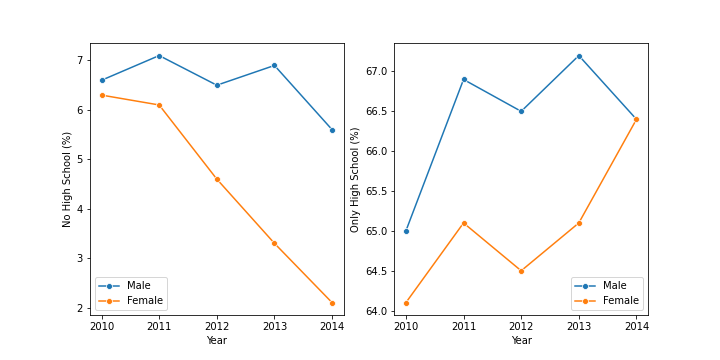 No High School (%)
7
6
5
4
3
2
2010 2011 2012 2013 2014
Year
Male
Female
Only High School (%)
67.0
66.5
66.0
65.5
65.0
64.5
64.0
2010 2011 2012 2013 2014
Year
Male
Female